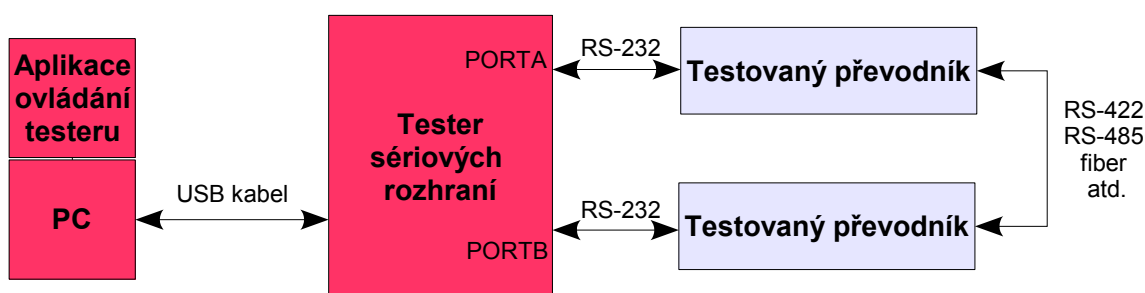 Aplikace
ovládání
testeru
PC
USB kabel
PORTA
Tester
sériových
rozhraní
PORTB
RS-232
Testovaný převodník
RS-232
Testovaný převodník
RS-422
RS-485
fiber
atd.